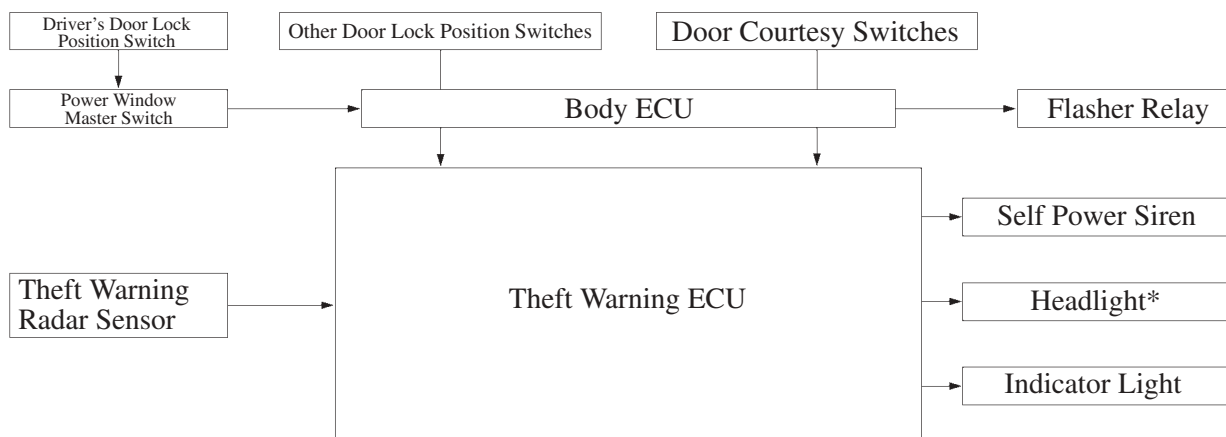 Driver's Door Lock
Position Switch
Other Door Lock Position Switches
Door Courtesy Switches
Power Window
Master Switch
Body ECU
Flasher Relay
Self Power Siren
Theft Warning
Radar Sensor
Theft Warning ECU
Headlight*
Indicator Light